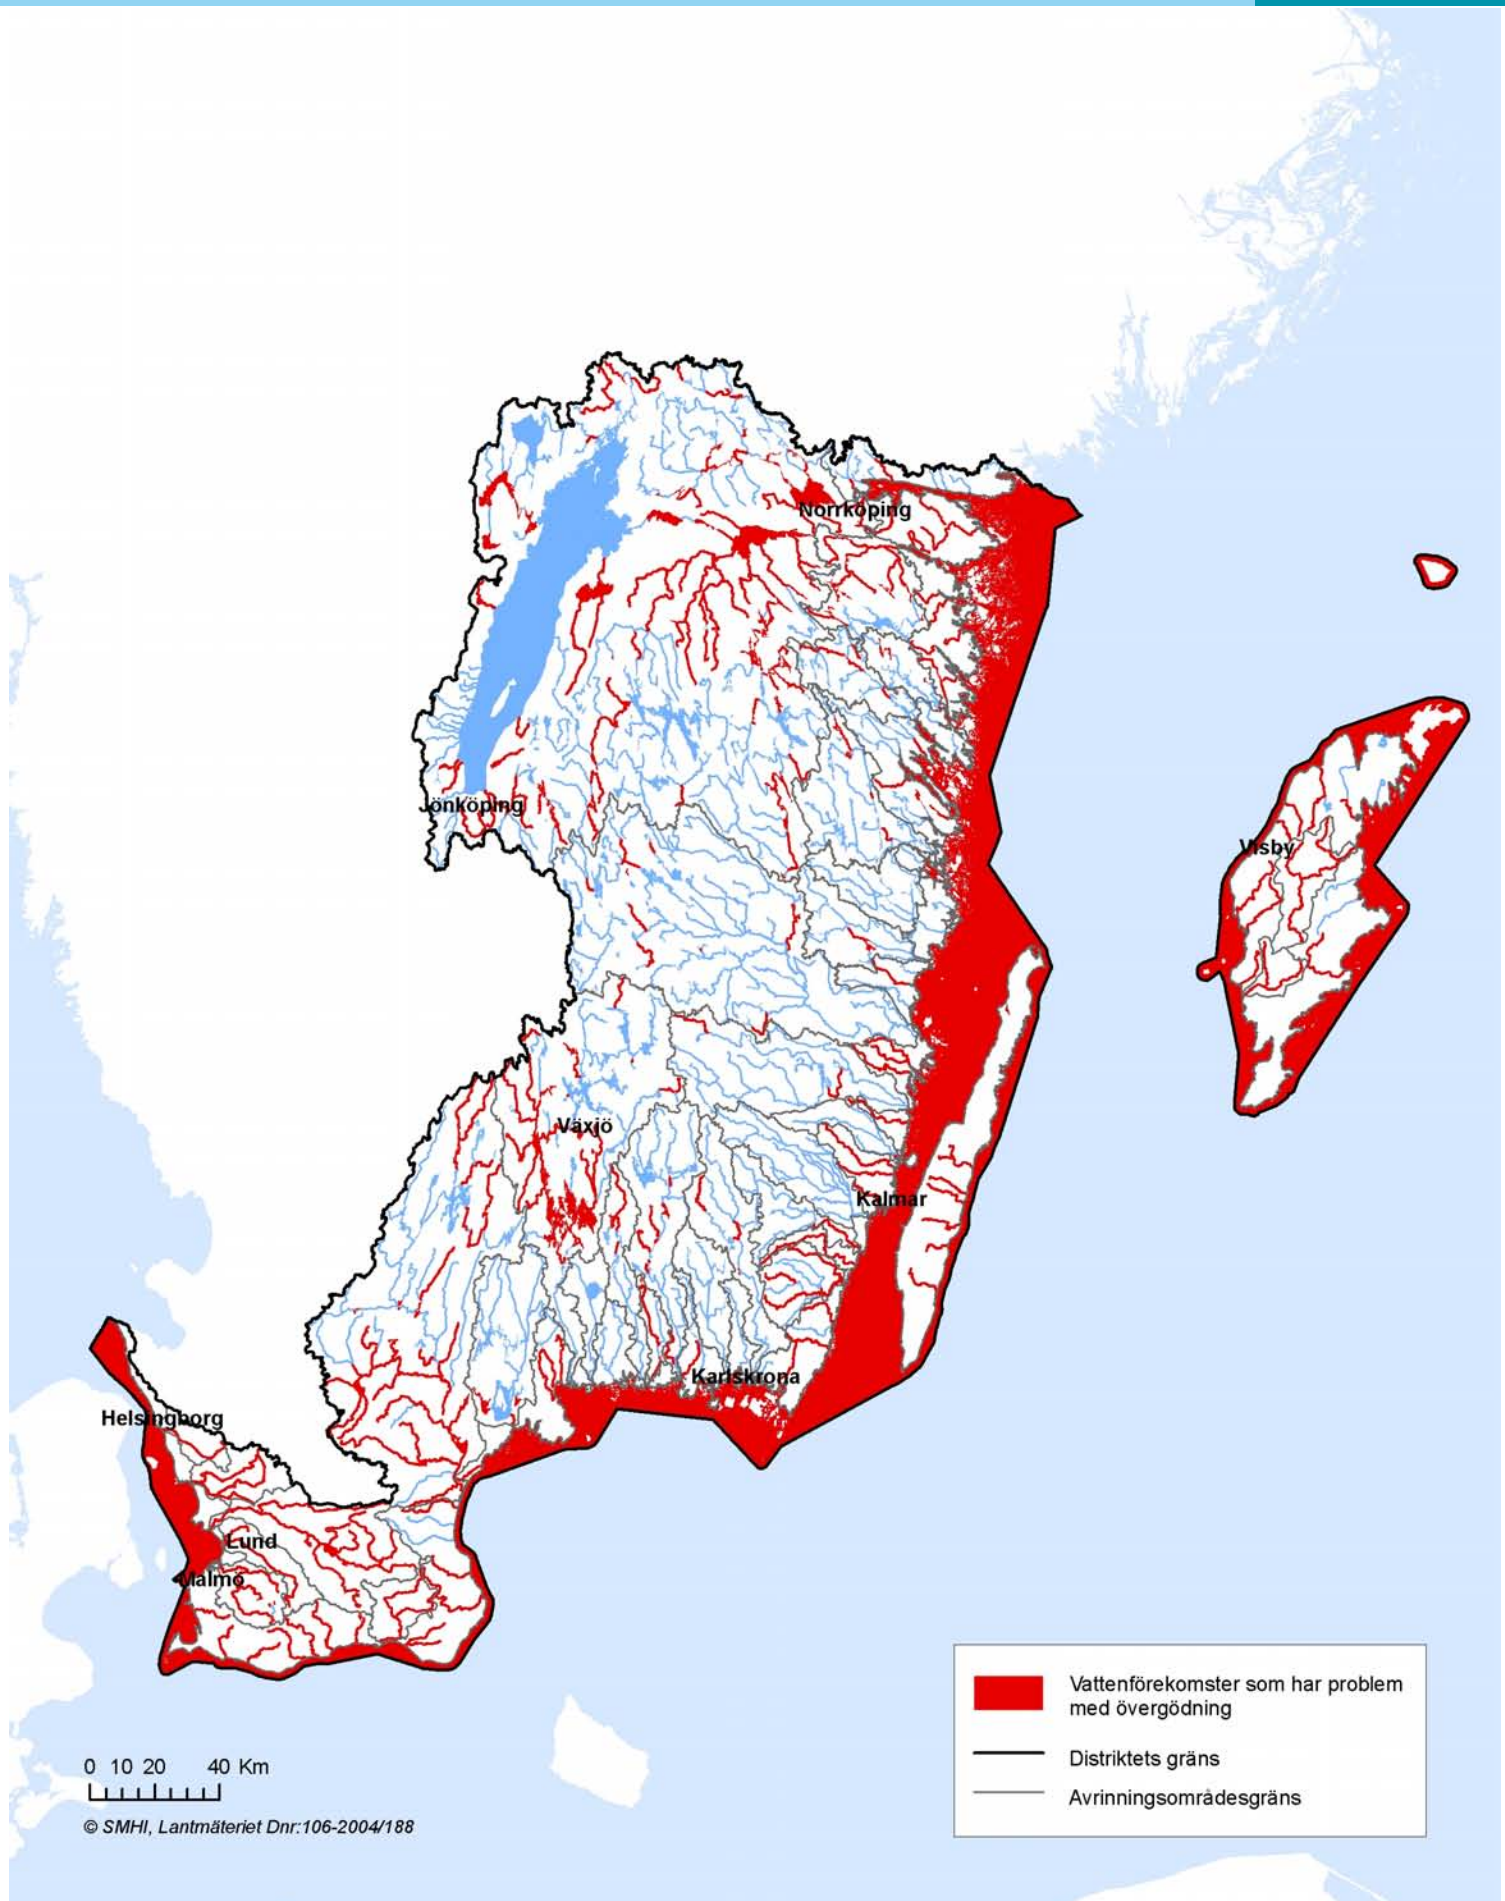 Norrköping
Jönköping
Visby
Växjö
Kalmar
Karlskrona
Helsingborg
Lund
Malmö
Vattenförekomster som har problem
med övergödning
Distriktets gräns
Avrinningsområdesgräns
0 10 20 40 Km
© SMHI, Lantmäteriet Dnr:106-2004/188